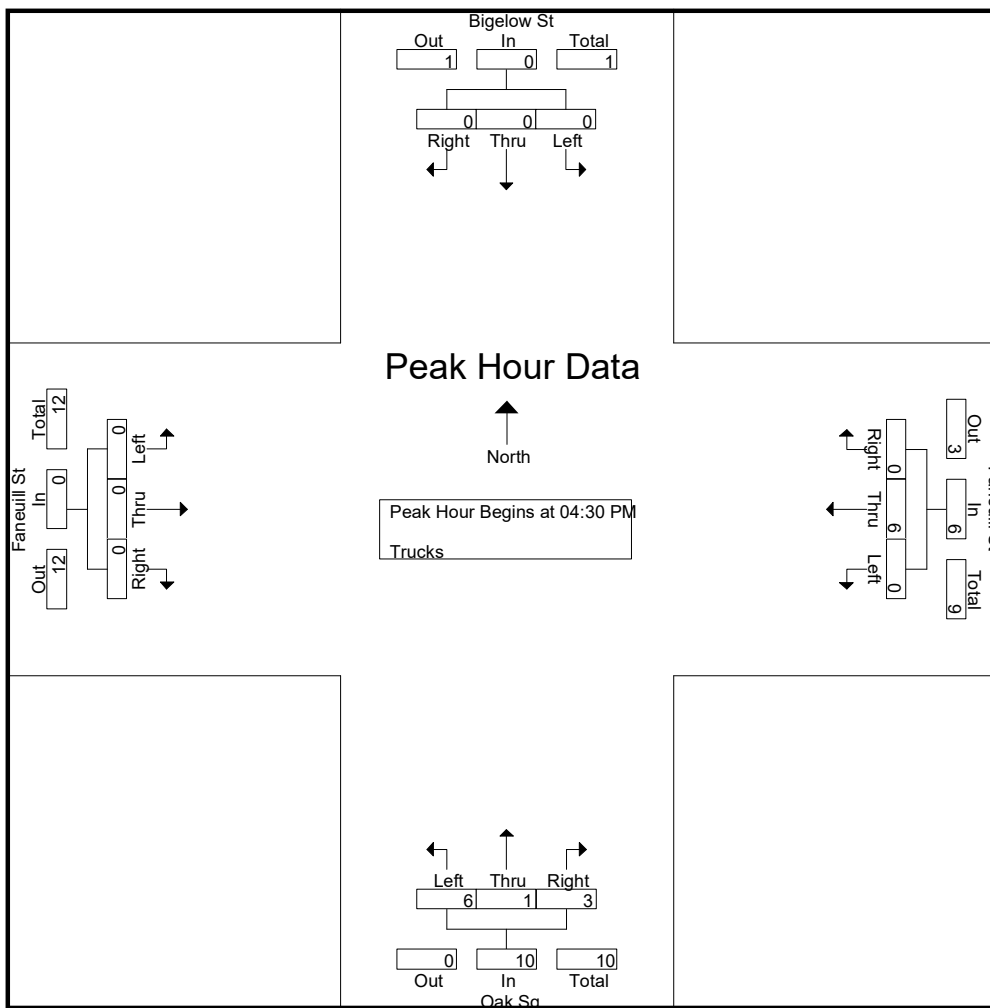 Bigelow St
Out In Total
1 0 1
0 0 0
Right Thru Left
Peak Hour Data
North
Peak Hour Begins at 04:30 PM
Trucks
Faneuill St
Total In Out
12 0 12
0 0 0
Left Thru Right
Right Thru Left
0 6 0
Out In Total
3 6 9
Left Thru Right
6 1 3
0 10 10
Out In Total
Oak Sq